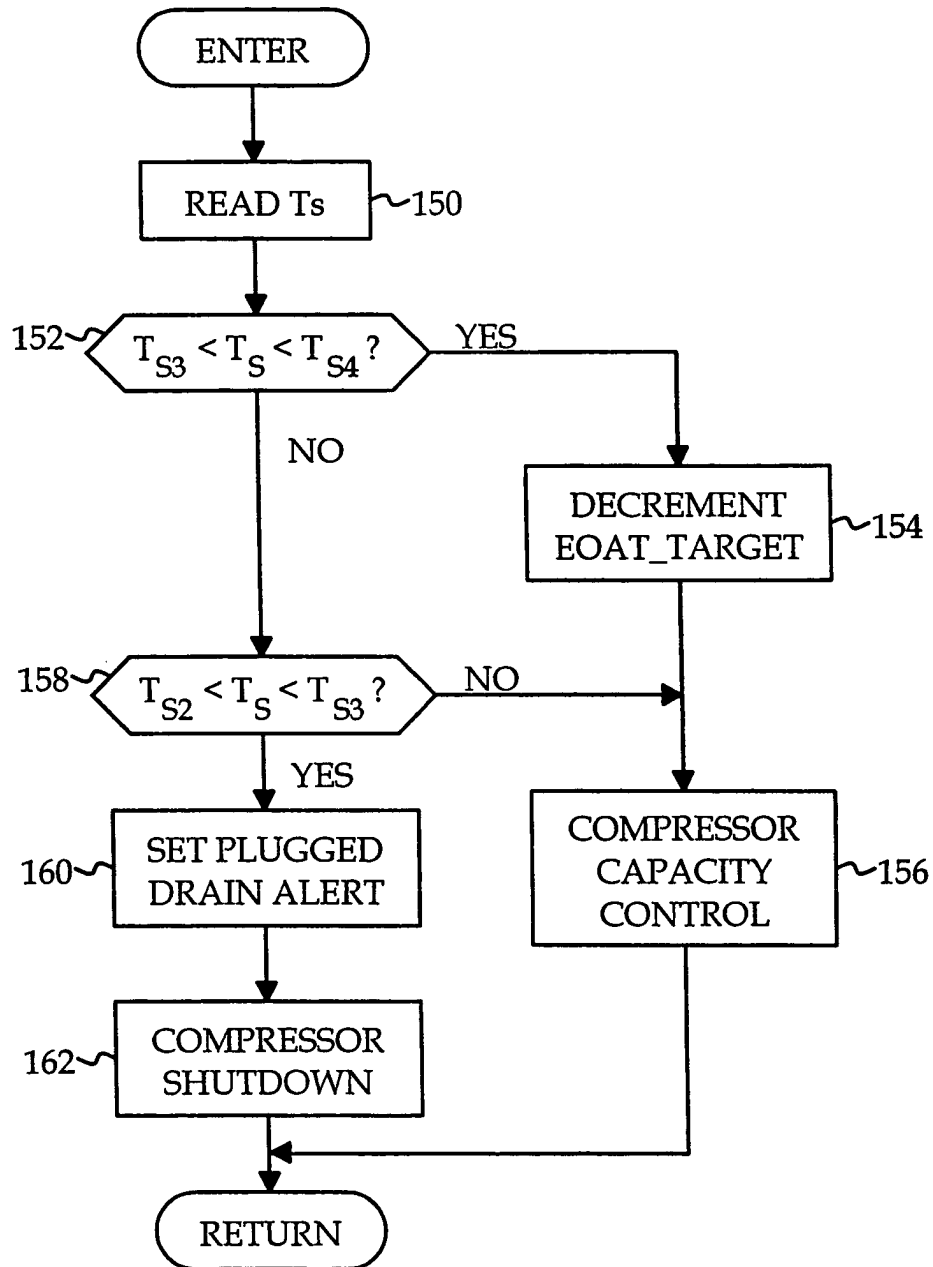 ENTER
READ Ts
150
152
T_S3 < T_S < T_S4 ?
YES
NO
DECREMENT
EOAT_TARGET
154
158
T_S2 < T_S < T_S3 ?
NO
YES
160
SET PLUGGED
DRAIN ALERT
COMPRESSOR
CAPACITY
CONTROL
156
162
COMPRESSOR
SHUTDOWN
RETURN